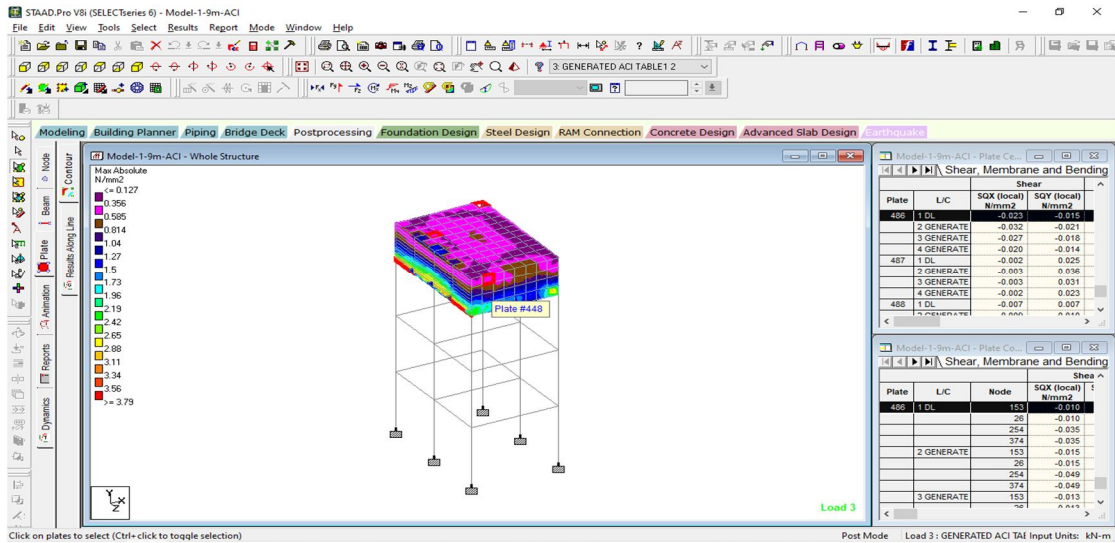 STAAD.Pro V8i (SELECTseries 6) - Model-1-9m-ACI
File Edit View Tools Select Results Report Mode Window Help
3: GENERATED ACI TABLE1 2
Modeling Building Planner Piping Bridge Deck Postprocessing Foundation Design Steel Design RAM Connection Concrete Design Advanced Slab Design Earthquake
Node
Beam
Plate
Animation
Reports
Dynamics
Contour
Results Along Line
Model-1-9m-ACI - Whole Structure
Max Absolute
N/mm2
<= 0.127
0.356
0.585
0.814
1.04
1.27
1.5
1.73
1.96
2.19
2.42
2.65
2.88
3.11
3.34
3.56
>= 3.79
Plate #448
Y
X
Z
Load 3
Model-1-9m-ACI - Plate Ce...
Shear, Membrane and Bending
Shear
Plate L/C SQX (local) N/mm2 SQY (local) N/mm2
486 1 DL -0.023 -0.015
2 GENERATE -0.032 -0.021
3 GENERATE -0.027 -0.018
4 GENERATE -0.020 -0.014
487 1 DL -0.002 0.025
2 GENERATE -0.003 0.036
3 GENERATE -0.003 0.031
4 GENERATE -0.002 0.023
488 1 DL -0.007 0.007
Model-1-9m-ACI - Plate Co...
Shear, Membrane and Bending
Shea
Plate L/C Node SQX (local) N/mm2
486 1 DL 153 -0.010
26 -0.010
254 -0.035
374 -0.035
2 GENERATE 153 -0.015
26 -0.015
254 -0.049
374 -0.049
3 GENERATE 153 -0.013
Click on plates to select (Ctrl+click to toggle selection)
Post Mode Load 3 : GENERATED ACI TAE Input Units: kN-m